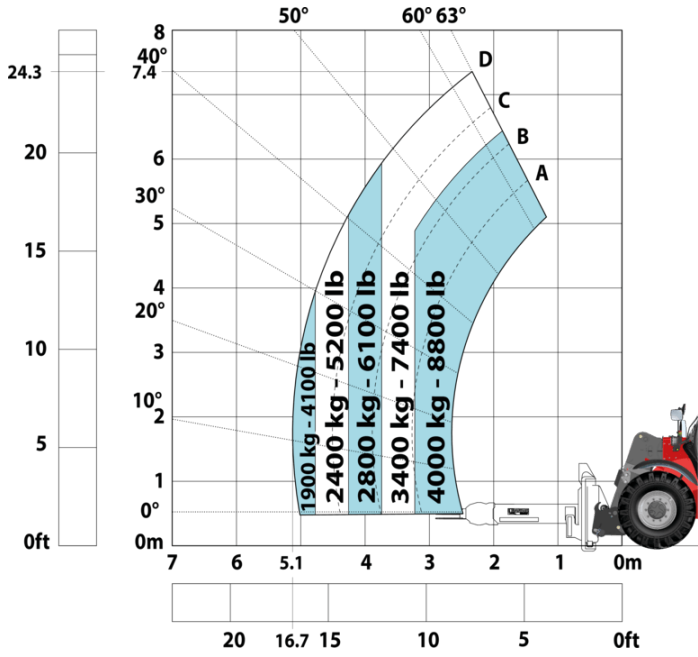 50°
60° 63°
8
40°
D
24.3
7.4
C
B
20
6
A
30°
5
15
4
20°
10
3
10°
2
5
1
0°
0ft
0m
1900 kg - 4100 lb
2400 kg - 5200 lb
2800 kg - 6100 lb
3400 kg - 7400 lb
4000 kg - 8800 lb
7 6 5.1 4 3 2 1 0m
20 16.7 15 10 5 0ft